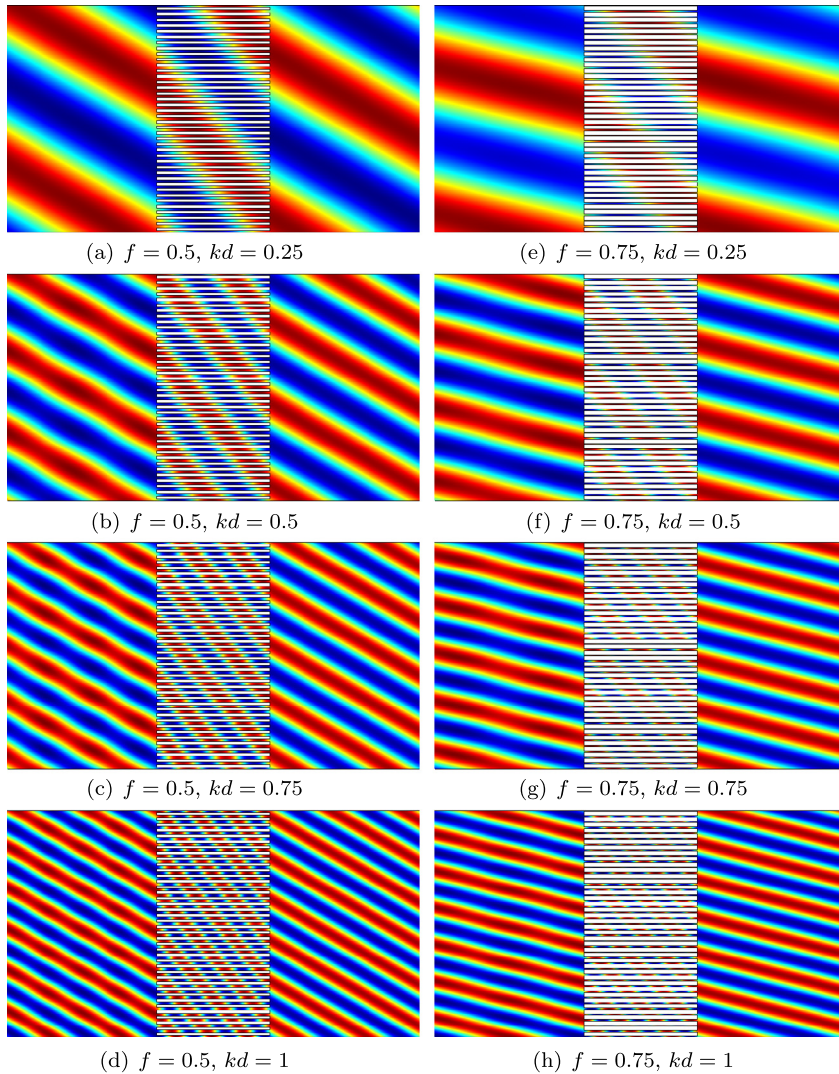 (a) f = 0.5, kd = 0.25
(e) f = 0.75, kd = 0.25
(b) f = 0.5, kd = 0.5
(f) f = 0.75, kd = 0.5
(c) f = 0.5, kd = 0.75
(g) f = 0.75, kd = 0.75
(d) f = 0.5, kd = 1
(h) f = 0.75, kd = 1